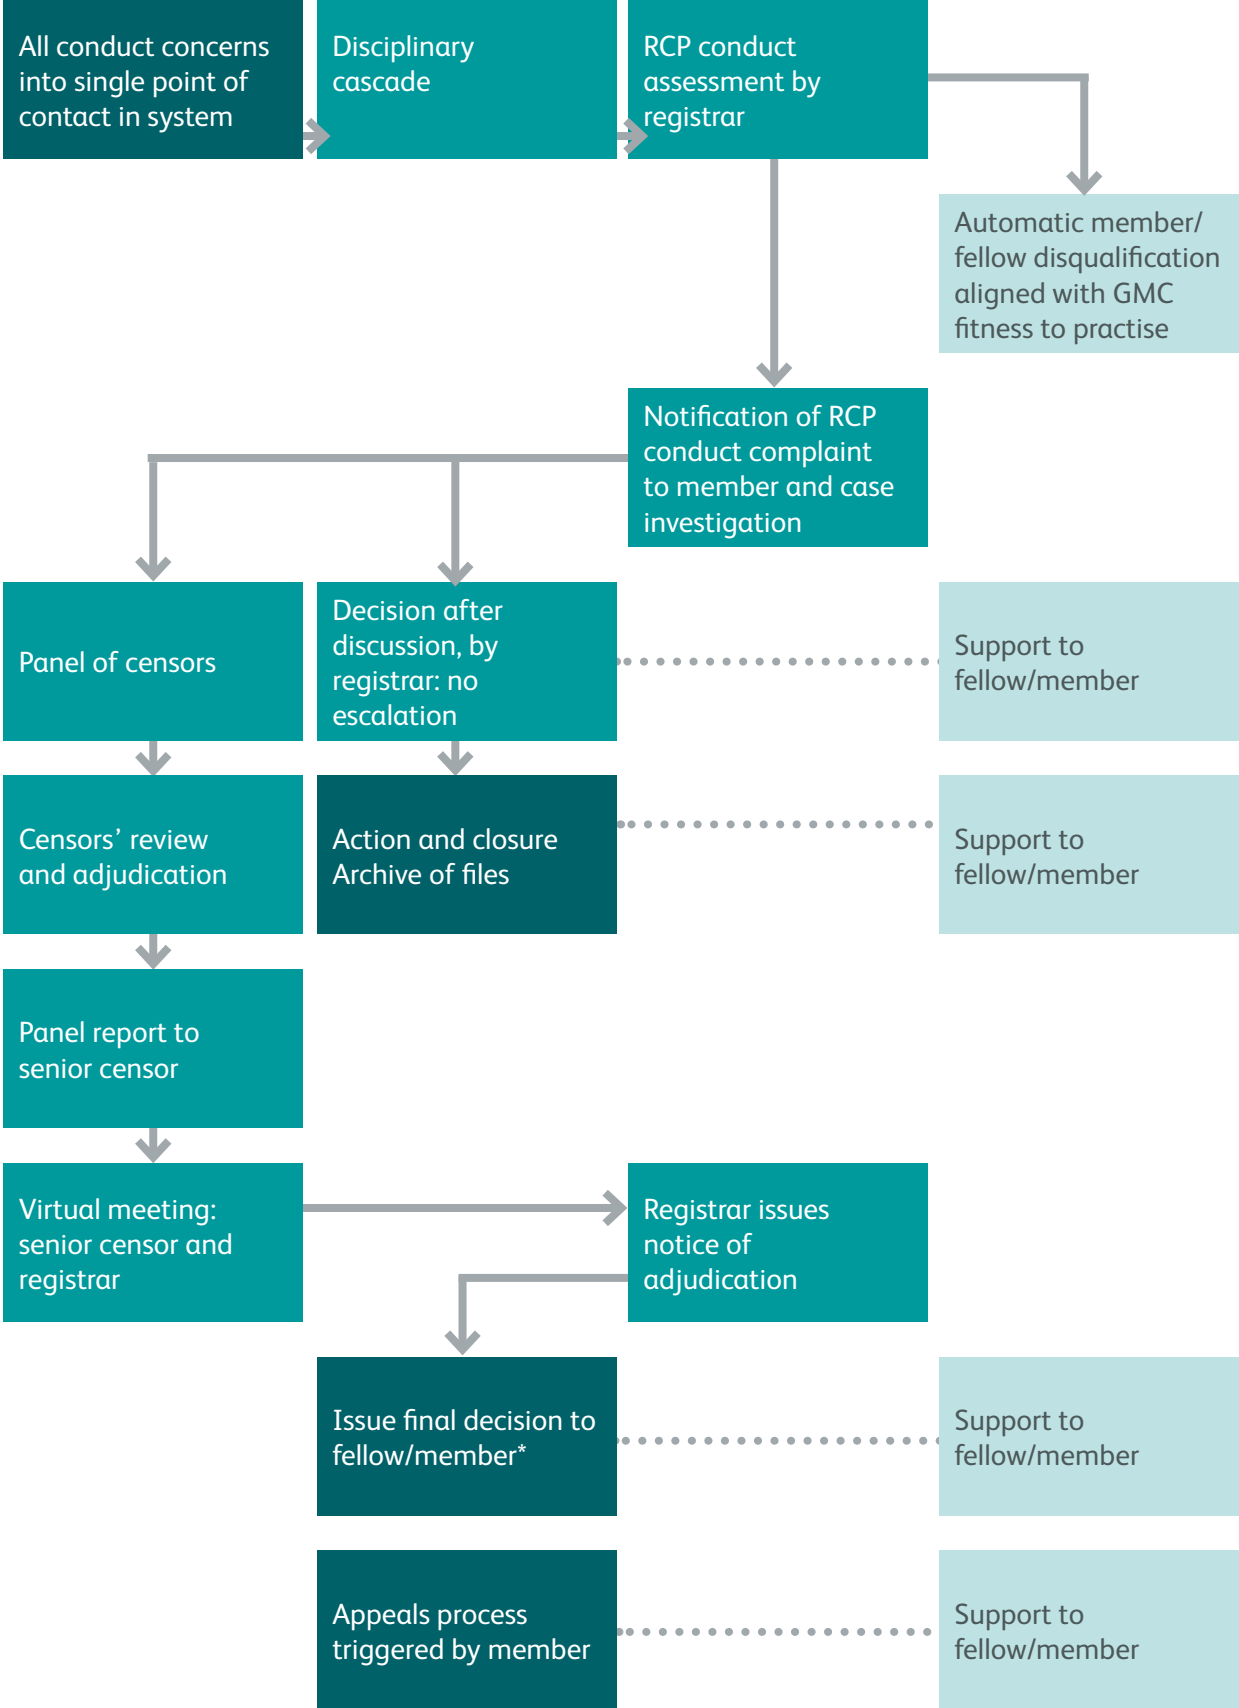 All conduct concerns
into single point of
contact in system
Disciplinary
cascade
RCP conduct
assessment by
registrar
Automatic member/
fellow disqualification
aligned with GMC
fitness to practise
Notification of RCP
conduct complaint
to member and case
investigation
Panel of censors
Decision after
discussion, by
registrar: no
escalation
Support to
fellow/member
Censors’ review
and adjudication
Action and closure
Archive of files
Support to
fellow/member
Panel report to
senior censor
Virtual meeting:
senior censor and
registrar
Registrar issues
notice of
adjudication
Issue final decision to
fellow/member*
Support to
fellow/member
Appeals process
triggered by member
Support to
fellow/member